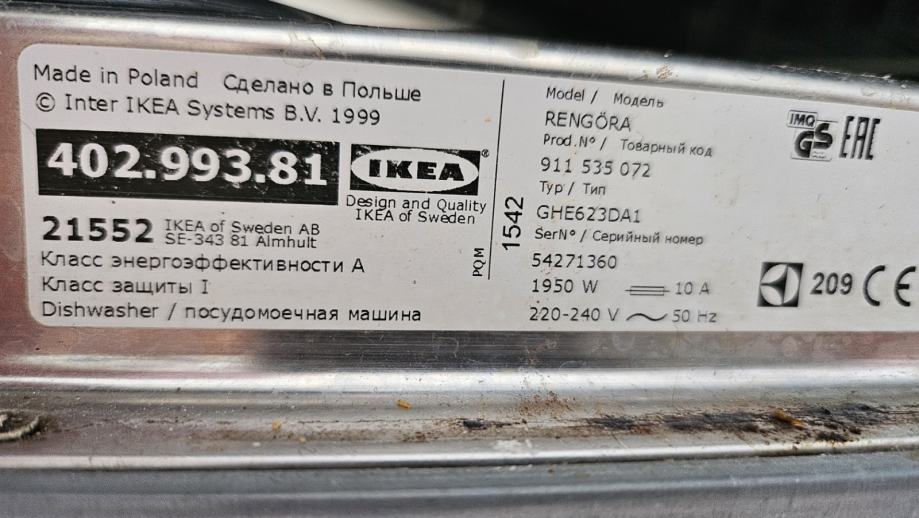 Made in Poland Сделано в Польше
© Inter IKEA Systems B.V. 1999
402.993.81
IKEA®
Design and Quality
IKEA of Sweden
21552
IKEA of Sweden AB
SE-343 81 Almhult
Класс энергоэффективности А
Класс защиты I
Dishwasher / посудомоечная машина
PQM
1542
Model / Модель
RENGÖRA
Prod.Nº / Товарный код
911 535 072
Typ / Тип
GHE623DA1
SerNº / Серийный номер
54271360
1950 W 10 A
220-240 V 50 Hz
IMQ
GS
EAC
209 CE